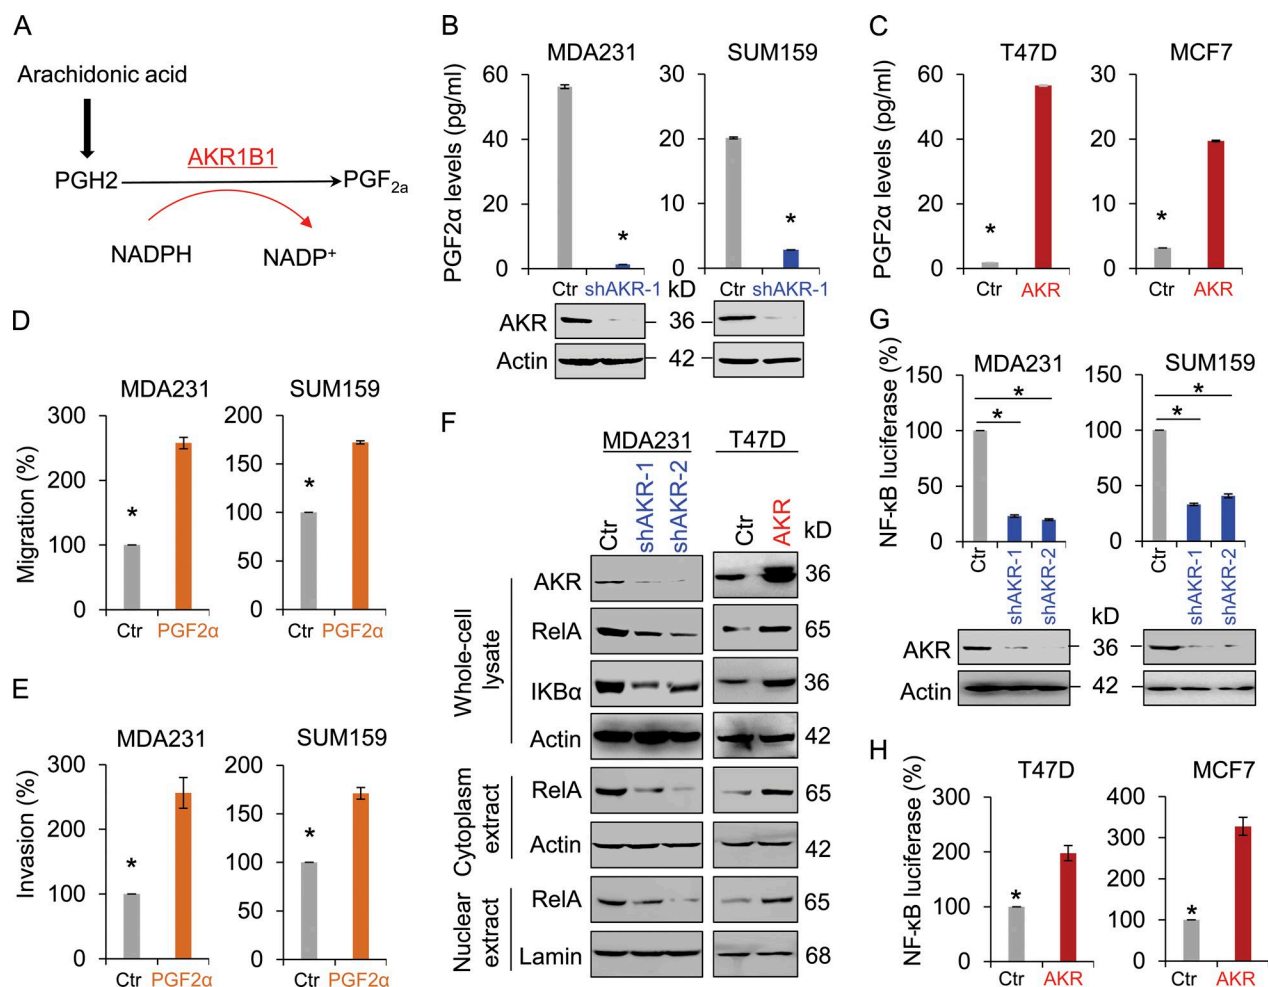 A
Arachidonic acid
AKR1B1
PGH2
PGF2a
NADPH
NADP+
B
MDA231
SUM159
PGF2α levels (pg/ml)
60
40
20
0
*
30
20
10
0
*
Ctr shAKR-1 kD Ctr shAKR-1
AKR
36
Actin
42
C
T47D
MCF7
PGF2α levels (pg/ml)
60
40
20
0
*
30
20
10
0
*
Ctr AKR
Ctr AKR
D
MDA231
SUM159
Migration (%)
300
200
100
0
*
200
150
100
50
0
*
Ctr PGF2α
Ctr PGF2α
E
MDA231
SUM159
Invasion (%)
300
200
100
0
*
200
150
100
50
0
*
Ctr PGF2α
Ctr PGF2α
F
MDA231
T47D
Ctr
shAKR-1
shAKR-2
Ctr
AKR
kD
Whole-cell
lysate
AKR 36
RelA 65
IKBα 36
Actin 42
Cytoplasm
extract
RelA 65
Actin 42
Nuclear
extract
RelA 65
Lamin 68
G
MDA231
SUM159
NF-κB luciferase (%)
150
100
50
0
*
*
150
100
50
0
*
*
Ctr
shAKR-1
shAKR-2
kD
Ctr
shAKR-1
shAKR-2
AKR
36
Actin
42
H
T47D
MCF7
NF-κB luciferase (%)
300
200
100
0
*
400
300
200
100
0
*
Ctr AKR
Ctr AKR